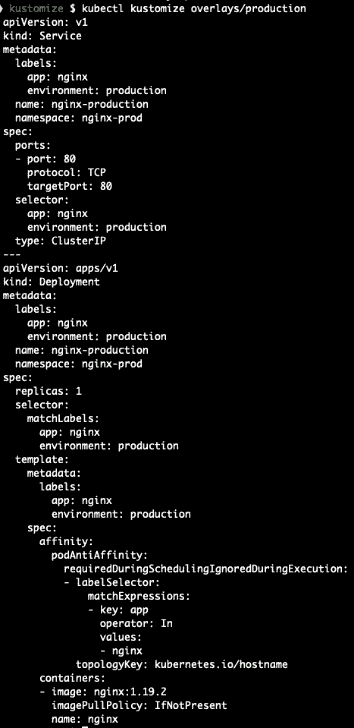 ❯ kustomize $ kubectl kustomize overlays/production
apiVersion: v1
kind: Service
metadata:
  labels:
    app: nginx
    environment: production
  name: nginx-production
  namespace: nginx-prod
spec:
  ports:
  - port: 80
    protocol: TCP
    targetPort: 80
  selector:
    app: nginx
    environment: production
  type: ClusterIP
---
apiVersion: apps/v1
kind: Deployment
metadata:
  labels:
    app: nginx
    environment: production
  name: nginx-production
  namespace: nginx-prod
spec:
  replicas: 1
  selector:
    matchLabels:
      app: nginx
      environment: production
  template:
    metadata:
      labels:
        app: nginx
        environment: production
    spec:
      affinity:
        podAntiAffinity:
          requiredDuringSchedulingIgnoredDuringExecution:
          - labelSelector:
              matchExpressions:
              - key: app
                operator: In
                values:
                - nginx
            topologyKey: kubernetes.io/hostname
      containers:
      - image: nginx:1.19.2
        imagePullPolicy: IfNotPresent
        name: nginx